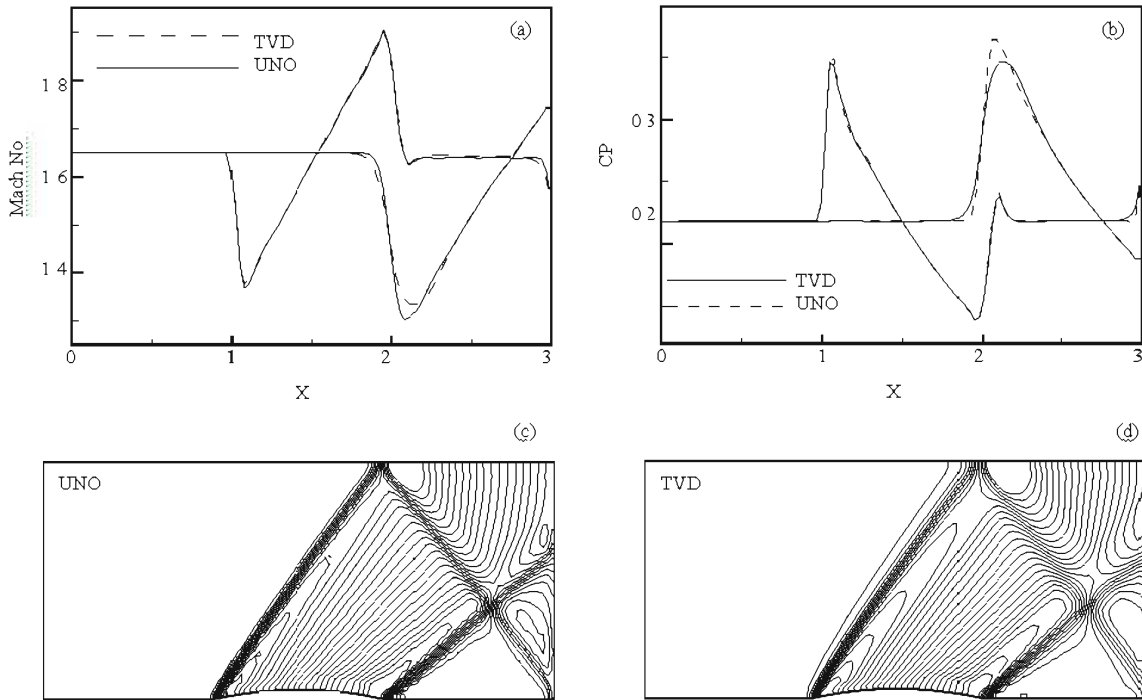 (a)
TVD
UNO
1 8
1 6
1 4
Mach No
0
1
2
3
X
(b)
0 3
0 2
CP
TVD
UNO
0
1
2
3
X
(c)
UNO
(d)
TVD